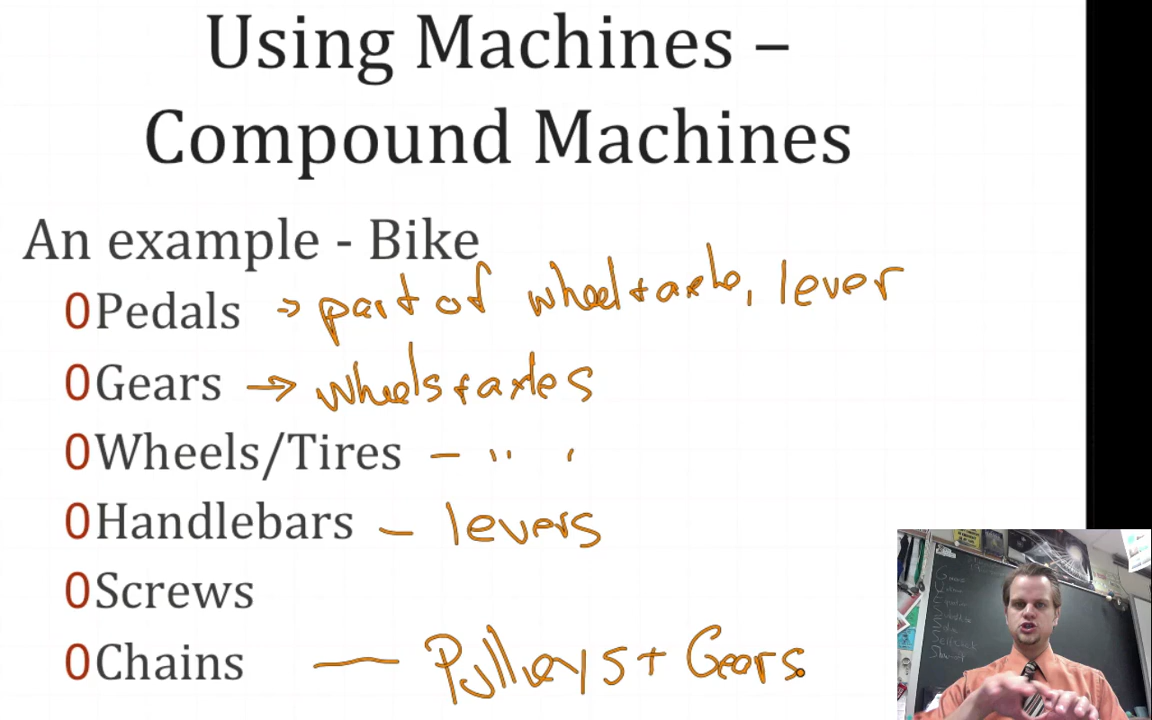 Using Machines –
Compound Machines
An example - Bike
Pedals → part of wheel + axle, lever
Gears → wheels + axles
Wheels/Tires – " "
Handlebars – levers
Screws
Chains — Pulleys + Gears